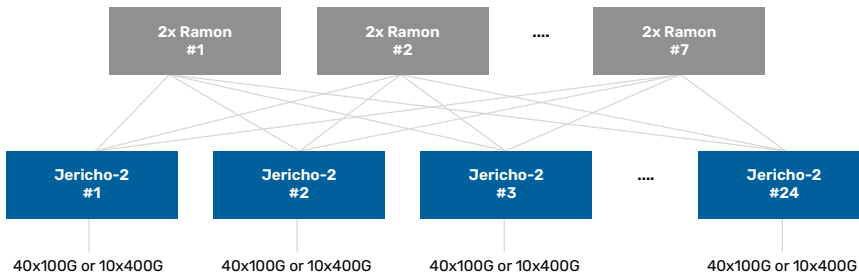 2x Ramon
#1
2x Ramon
#2
....
2x Ramon
#7
Jericho-2
#1
Jericho-2
#2
Jericho-2
#3
....
Jericho-2
#24
40x100G or 10x400G
40x100G or 10x400G
40x100G or 10x400G
40x100G or 10x400G